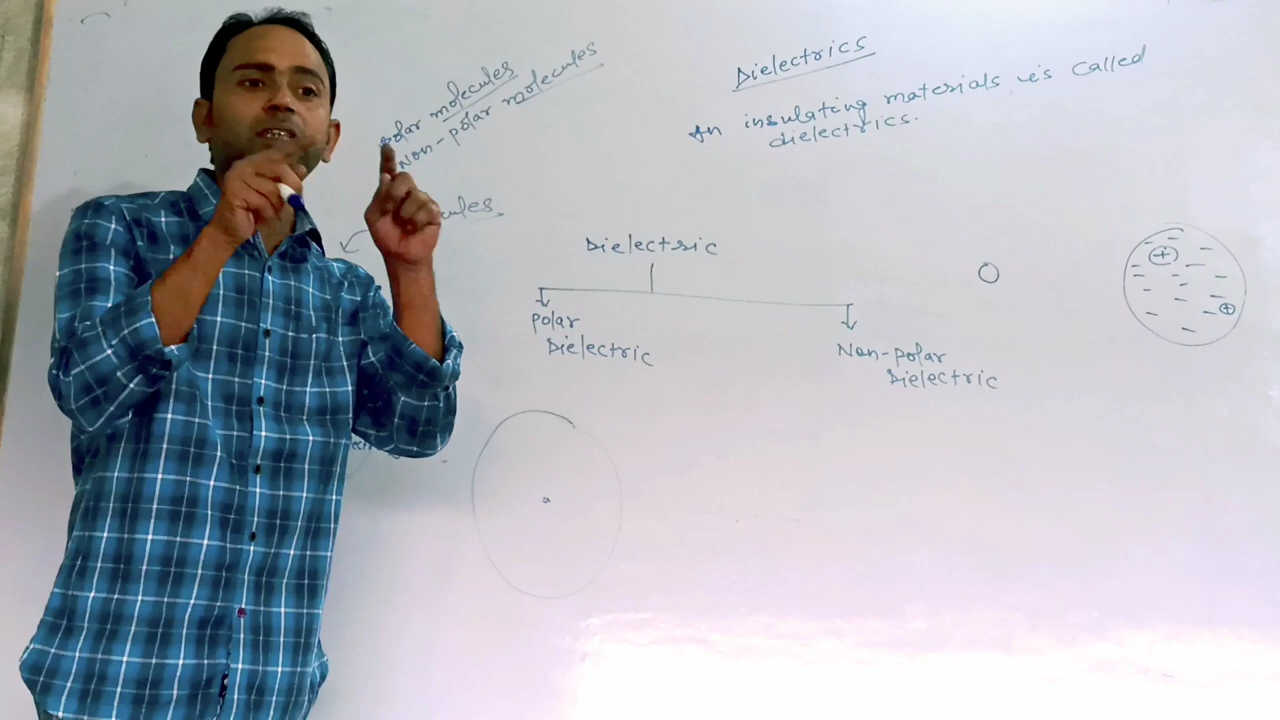 Polar molecules
Non-polar molecules
Dielectrics
An insulating materials is called
dielectrics.
Dielectric
Polar
Dielectric
Non-polar
Dielectric